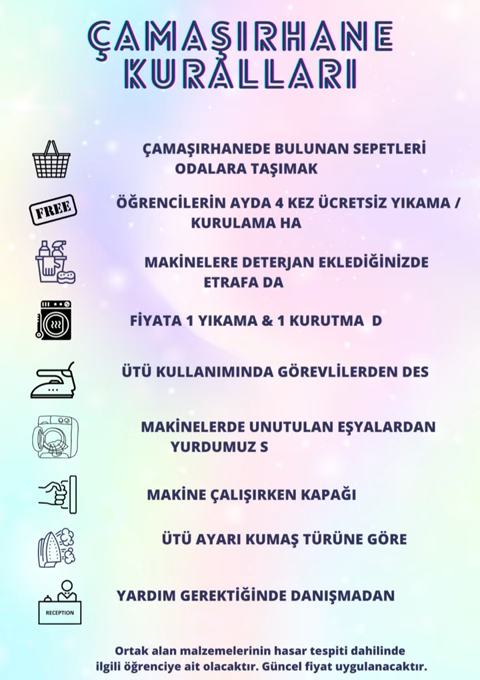 ÇAMAŞIRHANE
KURALLARI
ÇAMAŞIRHANEDE BULUNAN SEPETLERİ
ODALARA TAŞIMAK
FREE
ÖĞRENCİLERİN AYDA 4 KEZ ÜCRETSİZ YIKAMA /
KURULAMA HA
MAKİNELERE DETERJAN EKLEDİĞİNİZDE
ETRAFA DA
FİYATA 1 YIKAMA & 1 KURUTMA D
ÜTÜ KULLANIMINDA GÖREVLİLERDEN DES
MAKİNELERDE UNUTULAN EŞYALARDAN
YURDUMUZ S
MAKİNE ÇALIŞIRKEN KAPAĞI
ÜTÜ AYARI KUMAŞ TÜRÜNE GÖRE
YARDIM GEREKTİĞİNDE DANIŞMADAN
RECEPTION
Ortak alan malzemelerinin hasar tespiti dahilinde
ilgili öğrenciye ait olacaktır. Güncel fiyat uygulanacaktır.